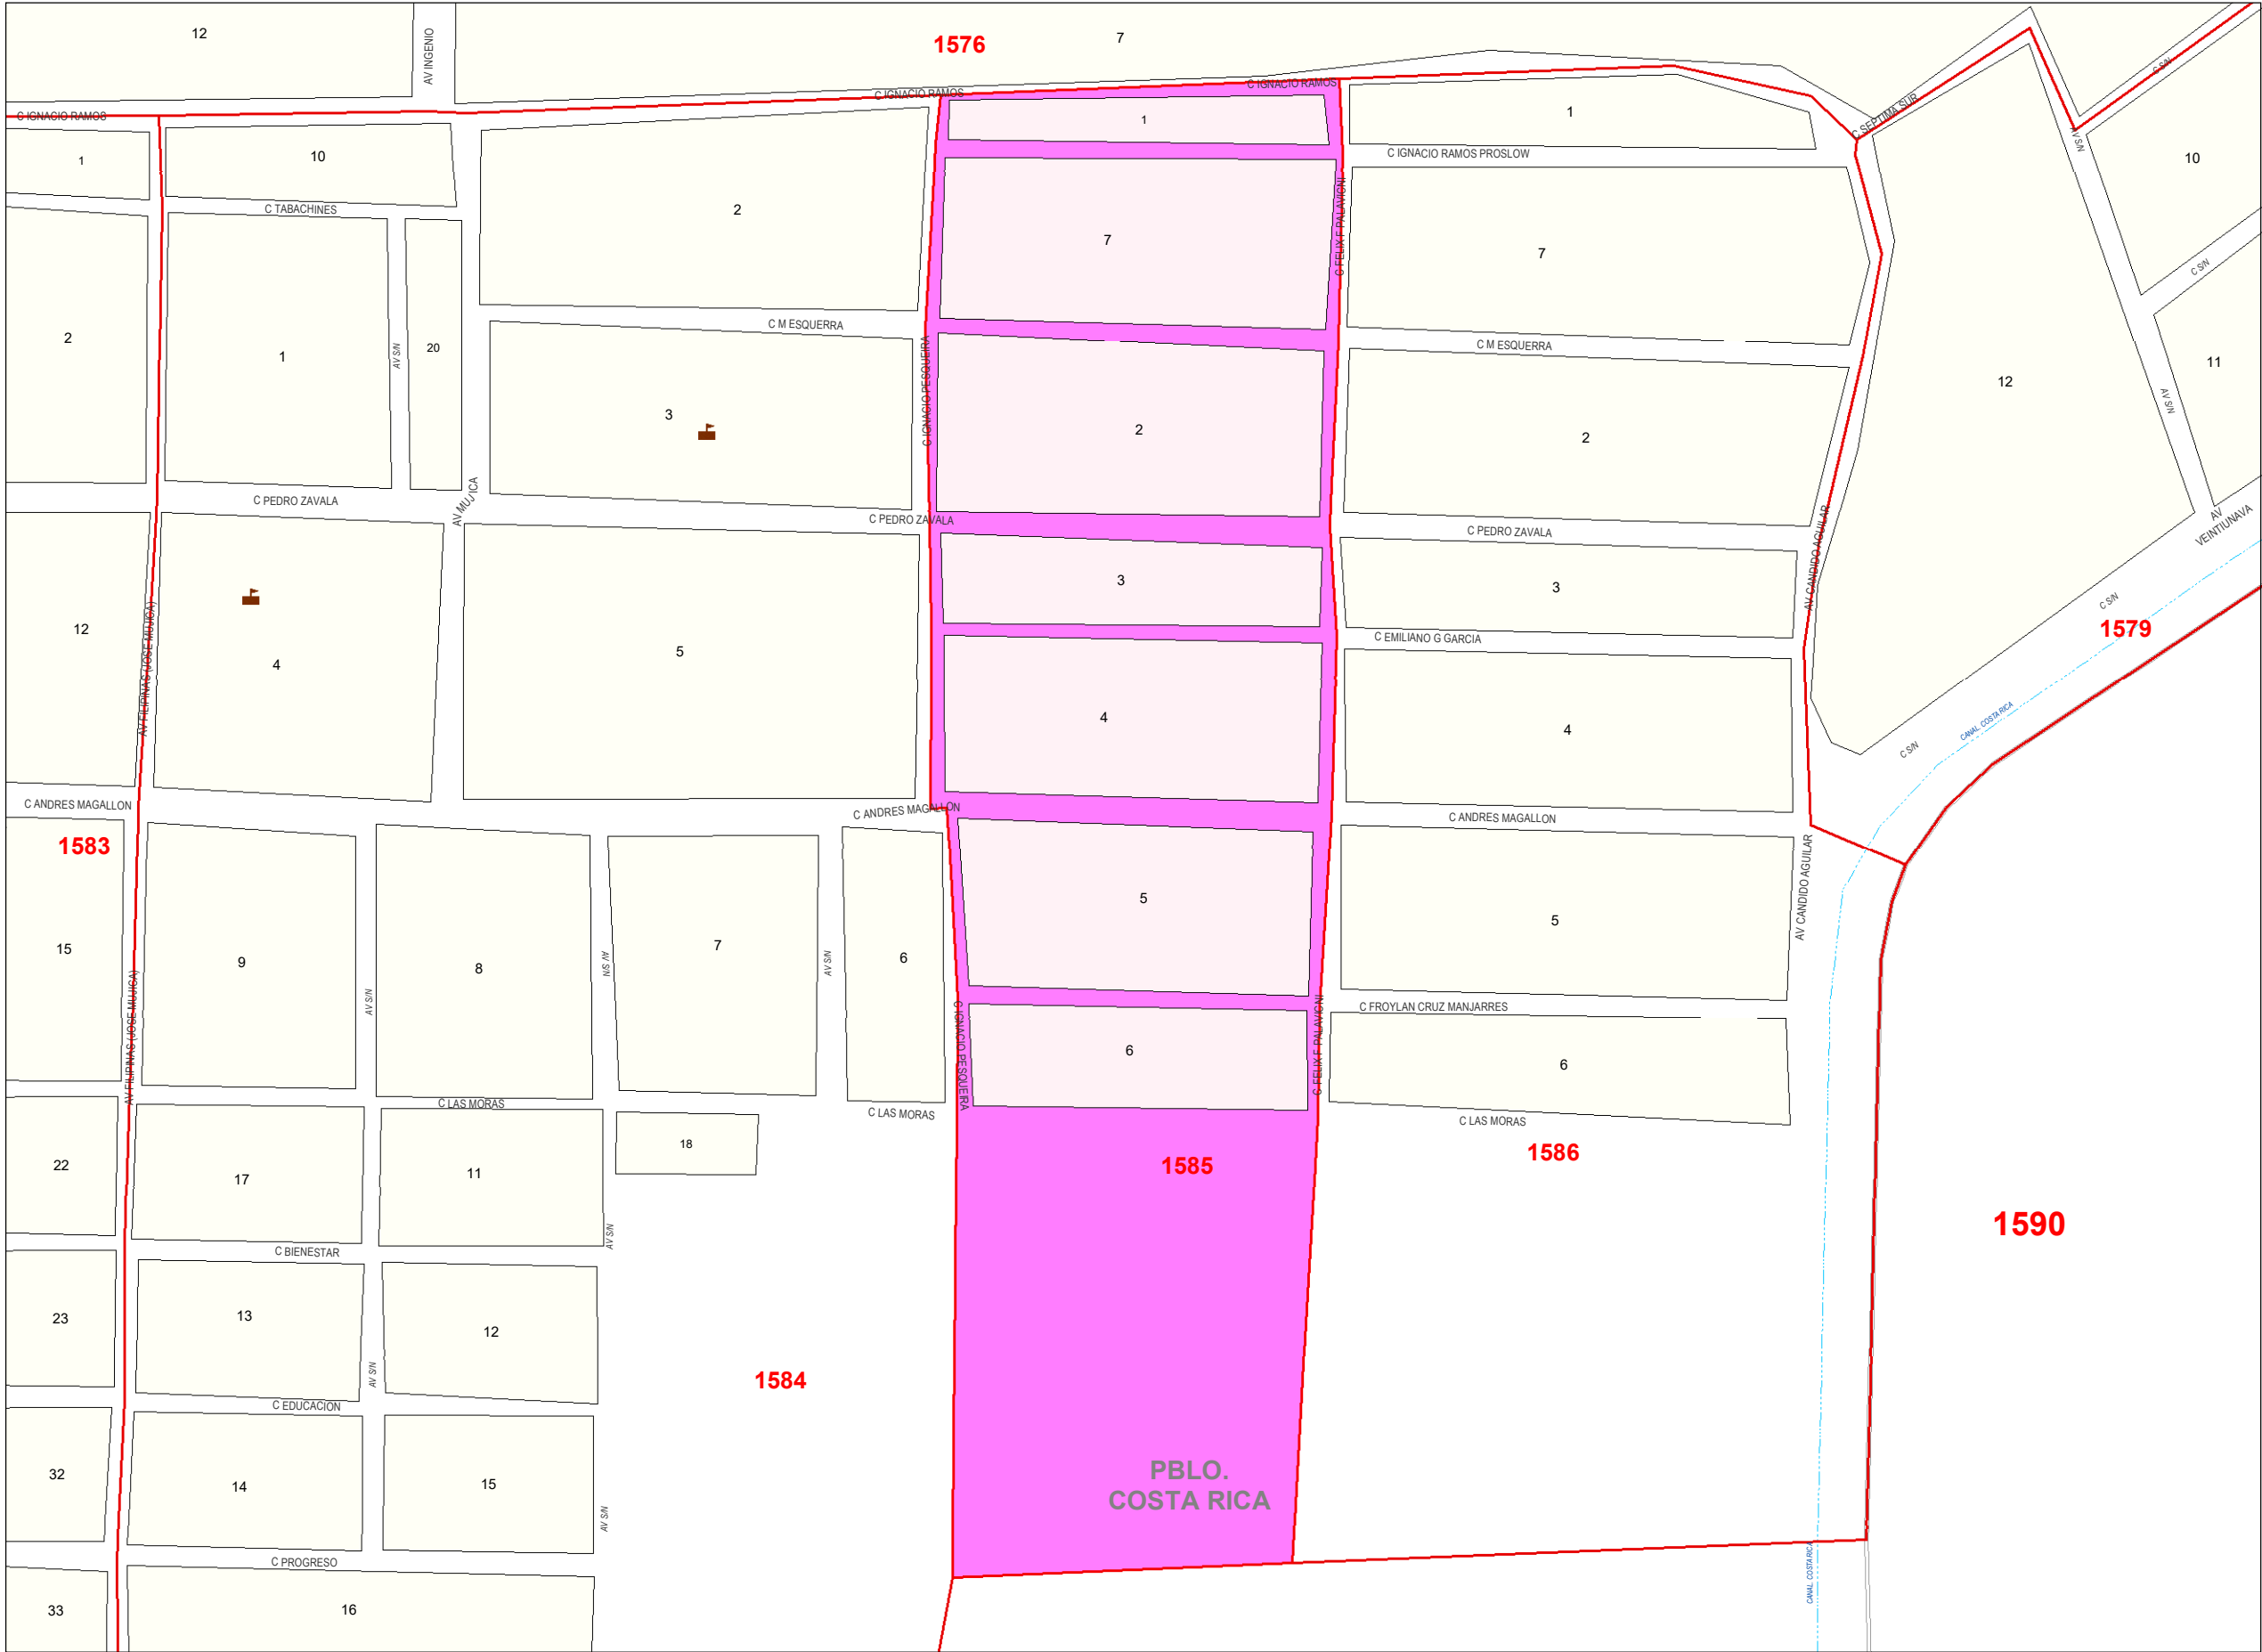 12
AV INGENIO
1576
7
C IGNACIO RAMOS
C IGNACIO RAMOS
C IGNACIO RAMOS
1
10
1
1
C SEPTIMA SUR
C S/N
AV S/N
10
C IGNACIO RAMOS PROSLOW
C TABACHINES
2
7
C FELIX F PALAVICINI
7
C S/N
2
1
AV S/N
20
C M ESQUERRA
C M ESQUERRA
C IGNACIO PESQUEIRA
12
11
3
2
2
AV S/N
C PEDRO ZAVALA
AV MUJICA
C PEDRO ZAVALA
C PEDRO ZAVALA
AV CANDIDO AGUILAR
AV
VEINTIUNAVA
12
AV FILIPINAS (JOSE MUJICA)
4
5
3
3
C S/N
1579
C EMILIANO G GARCIA
4
4
CANAL COSTA RICA
C S/N
C ANDRES MAGALLON
C ANDRES MAGALLON
C ANDRES MAGALLON
1583
AV CANDIDO AGUILAR
15
9
8
7
6
5
5
AV S/N
AV S/N
AV S/N
AV FILIPINAS (JOSE MUJICA)
C IGNACIO PESQUEIRA
C FELIX F PALAVICINI
C FROYLAN CRUZ MANJARRES
6
6
C LAS MORAS
C LAS MORAS
C LAS MORAS
18
1585
1586
22
17
11
AV S/N
1590
C BIENESTAR
23
13
12
AV S/N
1584
C EDUCACION
32
14
15
AV S/N
PBLO.
COSTA RICA
C PROGRESO
CANAL COSTA RICA
33
16